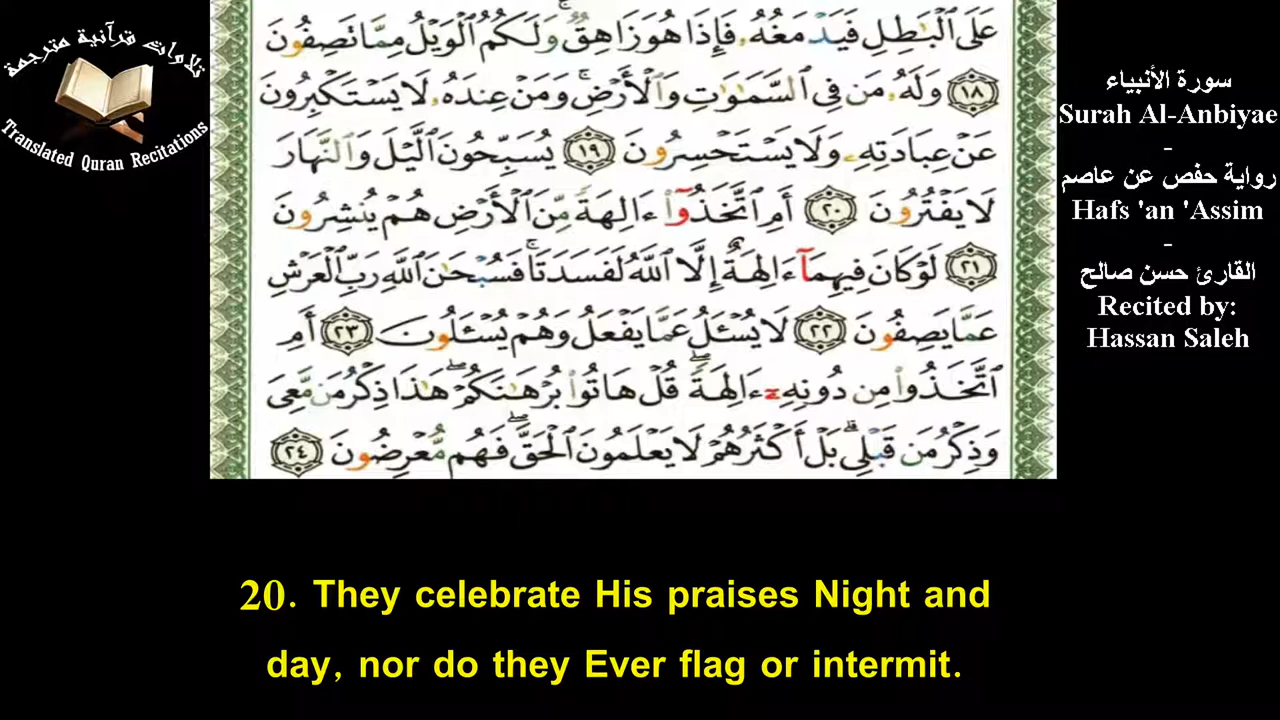 تلاوات قرآنية مترجمة
Translated Quran Recitations
عَلَى ٱلْبَٰطِلِ فَيَدْمَغُهُۥ فَإِذَا هُوَ زَاهِقٌ ۚ وَلَكُمُ ٱلْوَيْلُ مِمَّا تَصِفُونَ
١٨ وَلَهُۥ مَن فِى ٱلسَّمَٰوَٰتِ وَٱلْأَرْضِ ۚ وَمَنْ عِندَهُۥ لَا يَسْتَكْبِرُونَ
عَنْ عِبَادَتِهِۦ وَلَا يَسْتَحْسِرُونَ ١٩ يُسَبِّحُونَ ٱلَّيْلَ وَٱلنَّهَارَ
لَا يَفْتُرُونَ ٢٠ أَمِ ٱتَّخَذُوٓا۟ ءَالِهَةً مِّنَ ٱلْأَرْضِ هُمْ يُنشِرُونَ
٢١ لَوْ كَانَ فِيهِمَآ ءَالِهَةٌ إِلَّا ٱللَّهُ لَفَسَدَتَا ۚ فَسُبْحَٰنَ ٱللَّهِ رَبِّ ٱلْعَرْشِ
عَمَّا يَصِفُونَ ٢٢ لَا يُسْـَٔلُ عَمَّا يَفْعَلُ وَهُمْ يُسْـَٔلُونَ ٢٣ أَمِ
ٱتَّخَذُوا۟ مِن دُونِهِۦٓ ءَالِهَةً ۖ قُلْ هَاتُوا۟ بُرْهَٰنَكُمْ ۖ هَٰذَا ذِكْرُ مَن مَّعِىَ
وَذِكْرُ مَن قَبْلِى ۗ بَلْ أَكْثَرُهُمْ لَا يَعْلَمُونَ ٱلْحَقَّ ۖ فَهُم مُّعْرِضُونَ ٢٤
سورة الأنبياء
Surah Al-Anbiyae
-
رواية حفص عن عاصم
Hafs 'an 'Assim
-
القارئ حسن صالح
Recited by:
Hassan Saleh
20. They celebrate His praises Night and
day, nor do they Ever flag or intermit.